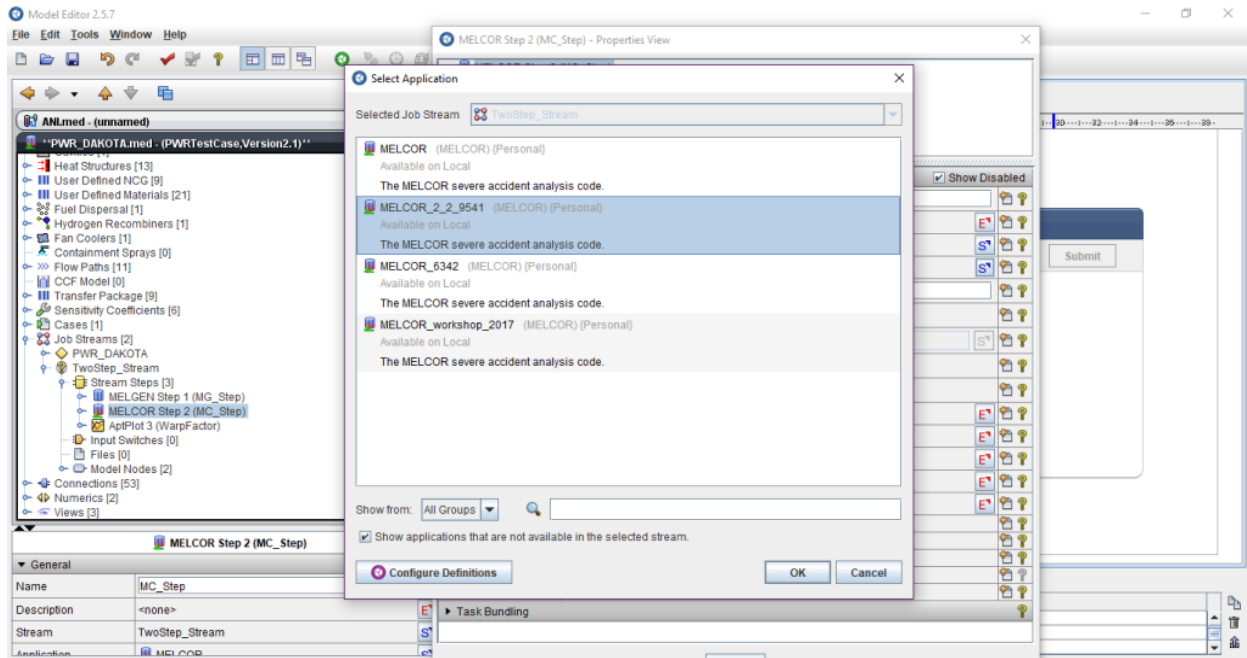 Model Editor 2.5.7
File Edit Tools Window Help
MELCOR Step 2 (MC_Step) - Properties View
Select Application
Selected Job Stream TwoStep_Stream
MELCOR (MELCOR) {Personal}
Available on Local
The MELCOR severe accident analysis code.
MELCOR_2_2_9541 (MELCOR) {Personal}
Available on Local
The MELCOR severe accident analysis code.
MELCOR_6342 (MELCOR) {Personal}
Available on Local
The MELCOR severe accident analysis code.
MELCOR_workshop_2017 (MELCOR) {Personal}
Available on Local
The MELCOR severe accident analysis code.
Show from: All Groups
Show applications that are not available in the selected stream.
Configure Definitions OK Cancel
ANI.med - (unnamed)
**PWR_DAKOTA.med - (PWRTestCase,Version2.1)**
Heat Structures [13]
User Defined NCG [9]
User Defined Materials [21]
Fuel Dispersal [1]
Hydrogen Recombiners [1]
Fan Coolers [1]
Containment Sprays [0]
Flow Paths [11]
CCF Model [0]
Transfer Package [9]
Sensitivity Coefficients [6]
Cases [1]
Job Streams [2]
PWR_DAKOTA
TwoStep_Stream
Stream Steps [3]
MELGEN Step 1 (MG_Step)
MELCOR Step 2 (MC_Step)
AptPlot 3 (WarpFactor)
Input Switches [0]
Files [0]
Model Nodes [2]
Connections [53]
Numerics [2]
Views [3]
MELCOR Step 2 (MC_Step)
General
Name MC_Step
Description <none>
Stream TwoStep_Stream
Application MELCOR
Show Disabled
Task Bundling
Submit
30 32 34 36 38